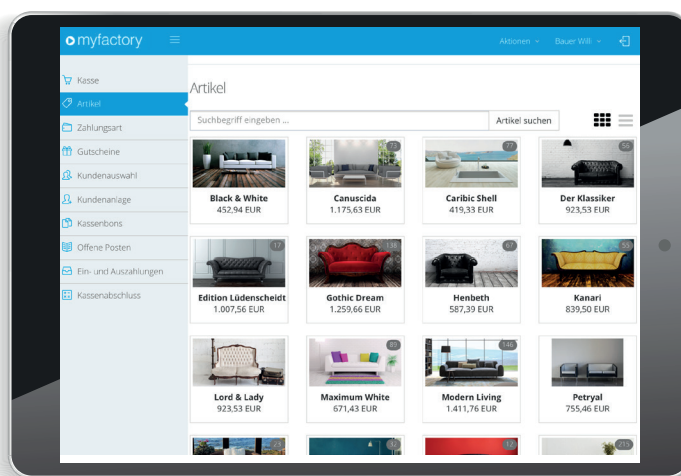 myfactory
Aktionen
Bauer Willi
Kasse
Artikel
Zahlungsart
Gutscheine
Kundenauswahl
Kundenanlage
Kassenbons
Offene Posten
Ein- und Auszahlungen
Kassenabschluss
Artikel
Suchbegriff eingeben ...
Artikel suchen
73
77
56
Black & White
Canuscida
Caribic Shell
Der Klassiker
452,94 EUR
1.175,63 EUR
419,33 EUR
923,53 EUR
17
138
67
55
Edition Lüdenscheidt
Gothic Dream
Henbeth
Kanari
1.007,56 EUR
1.259,66 EUR
587,39 EUR
839,50 EUR
85
146
Lord & Lady
Maximum White
Modern Living
Petryal
923,53 EUR
671,43 EUR
1.411,76 EUR
755,46 EUR
12
215